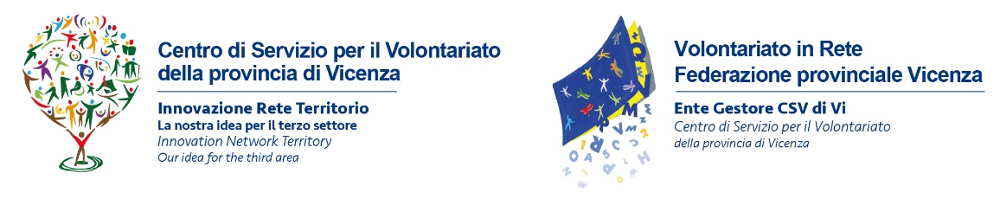 Centro di Servizio per il Volontariato
della provincia di Vicenza
Innovazione Rete Territorio
La nostra idea per il terzo settore
Innovation Network Territory
Our idea for the third area
Volontariato in Rete
Federazione provinciale Vicenza
Ente Gestore CSV di Vi
Centro di Servizio per il Volontariato
della provincia di Vicenza